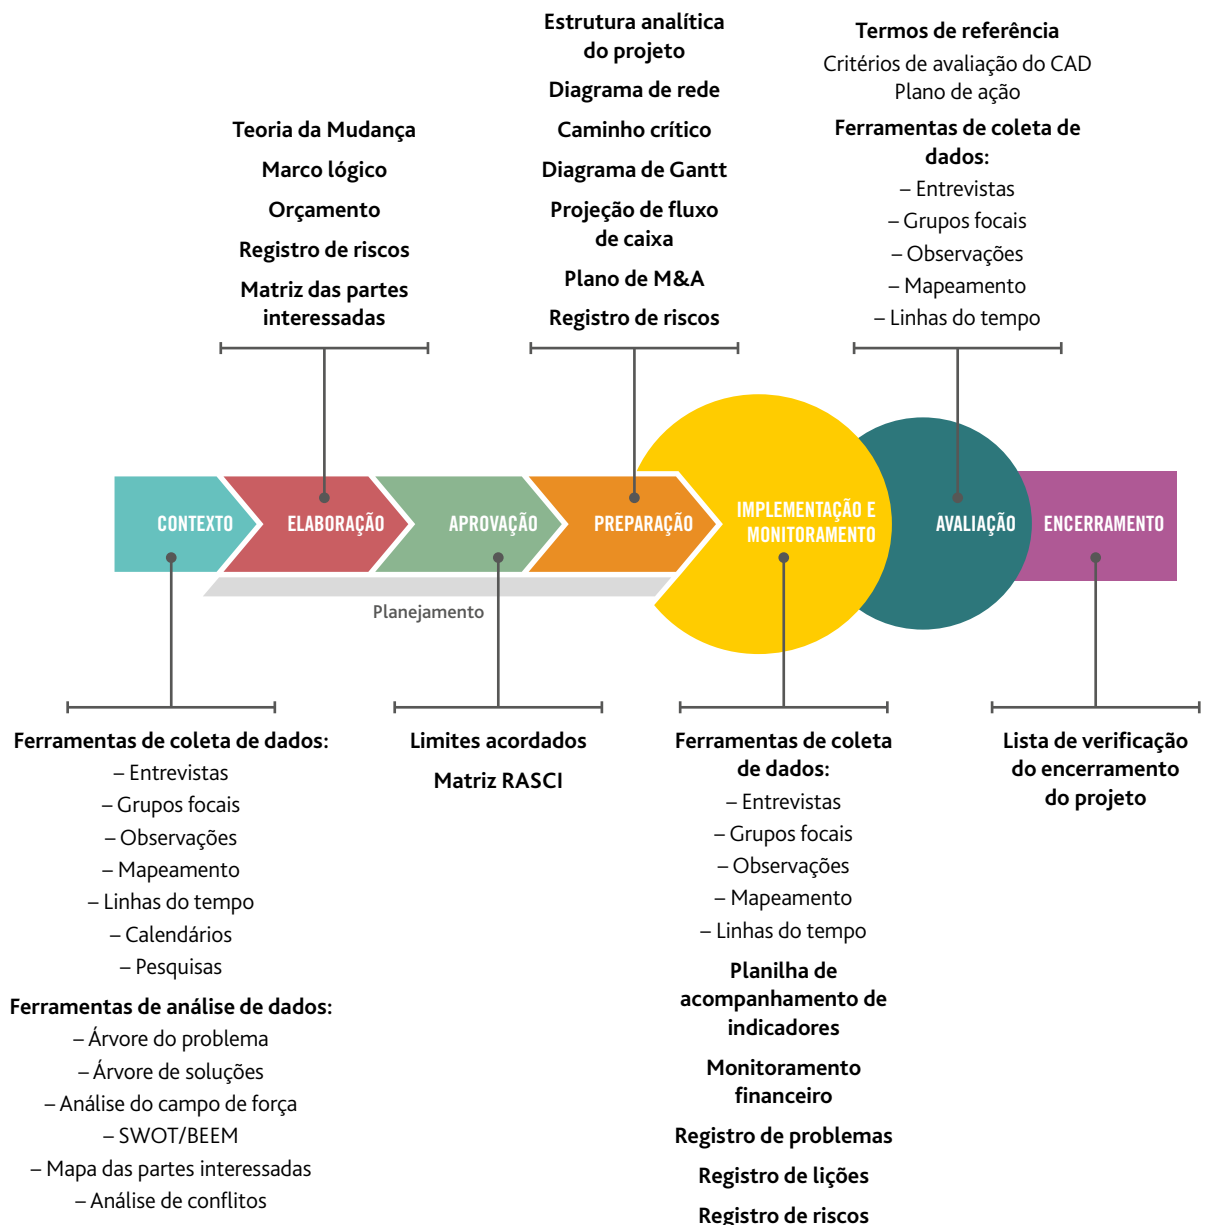 Teoria da Mudança
Marco lógico
Orçamento
Registro de riscos
Matriz das partes
interessadas
Estrutura analítica
do projeto
Diagrama de rede
Caminho crítico
Diagrama de Gantt
Projeção de fluxo
de caixa
Plano de M&A
Registro de riscos
Termos de referência
Critérios de avaliação do CAD
Plano de ação
Ferramentas de coleta de
dados:
– Entrevistas
– Grupos focais
– Observações
– Mapeamento
– Linhas do tempo
CONTEXTO
ELABORAÇÃO
APROVAÇÃO
PREPARAÇÃO
IMPLEMENTAÇÃO E
MONITORAMENTO
AVALIAÇÃO
ENCERRAMENTO
Planejamento
Ferramentas de coleta de dados:
– Entrevistas
– Grupos focais
– Observações
– Mapeamento
– Linhas do tempo
– Calendários
– Pesquisas
Ferramentas de análise de dados:
– Árvore do problema
– Árvore de soluções
– Análise do campo de força
– SWOT/BEEM
– Mapa das partes interessadas
– Análise de conflitos
Limites acordados
Matriz RASCI
Ferramentas de coleta
de dados:
– Entrevistas
– Grupos focais
– Observações
– Mapeamento
– Linhas do tempo
Planilha de
acompanhamento de
indicadores
Monitoramento
financeiro
Registro de problemas
Registro de lições
Registro de riscos
Lista de verificação
do encerramento
do projeto